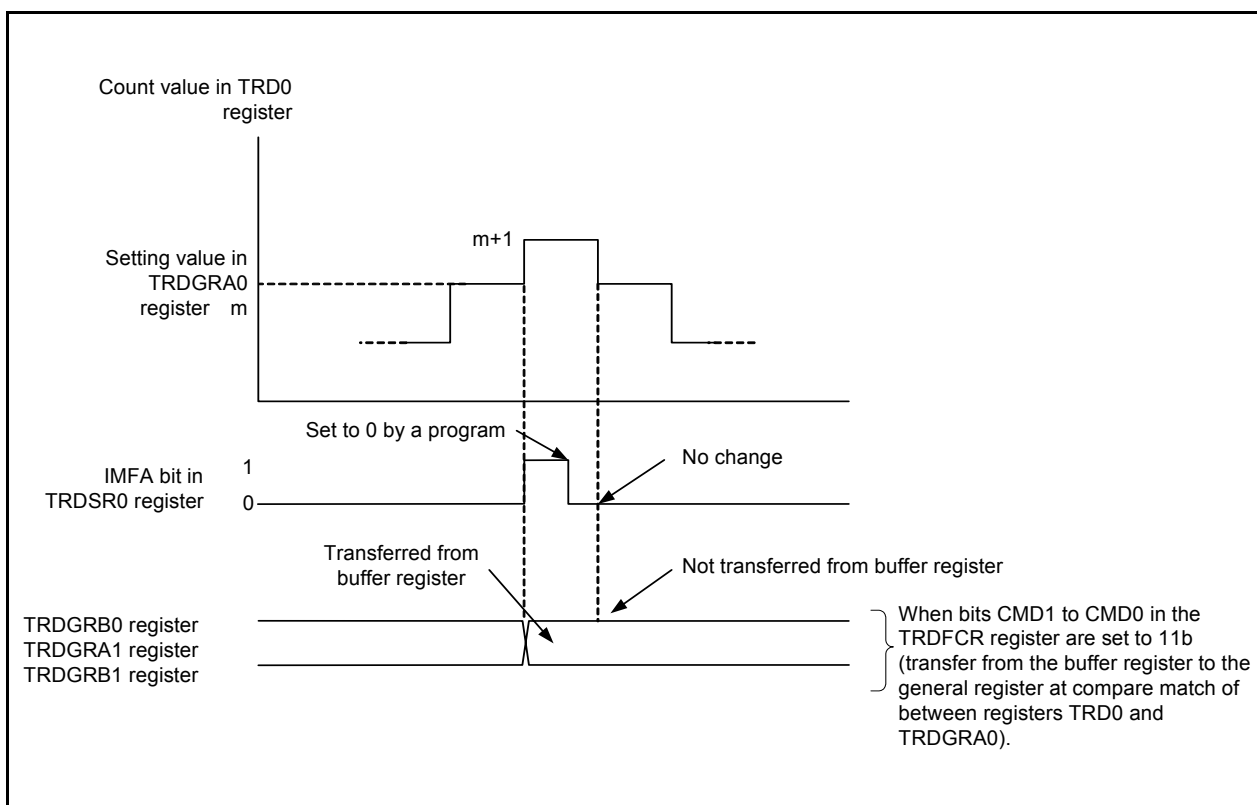 Count value in TRD0
register
m+1
Setting value in
TRDGRA0
register m
Set to 0 by a program
No change
IMFA bit in
TRDSR0 register
1
0
Transferred from
buffer register
Not transferred from buffer register
TRDGRB0 register
TRDGRA1 register
TRDGRB1 register
When bits CMD1 to CMD0 in the
TRDFCR register are set to 11b
(transfer from the buffer register to the
general register at compare match of
between registers TRD0 and
TRDGRA0).